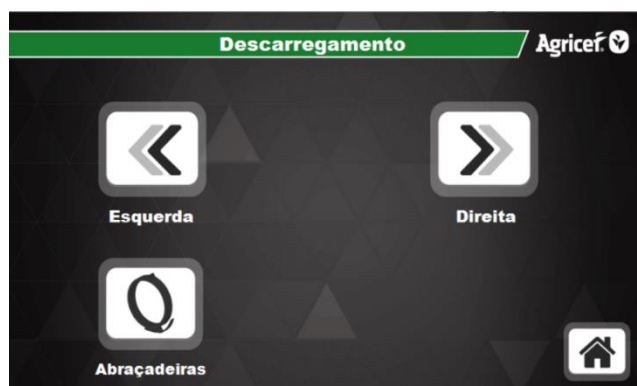 Descarregamento
Agricef
Esquerda
Direita
Abraçadeiras